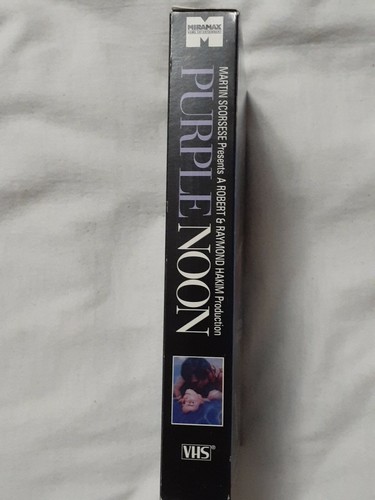 MIRAMAX
HOME ENTERTAINMENT
MARTIN SCORSESE Presents A ROBERT & RAYMOND HAKIM Production
PURPLE NOON
VHS®